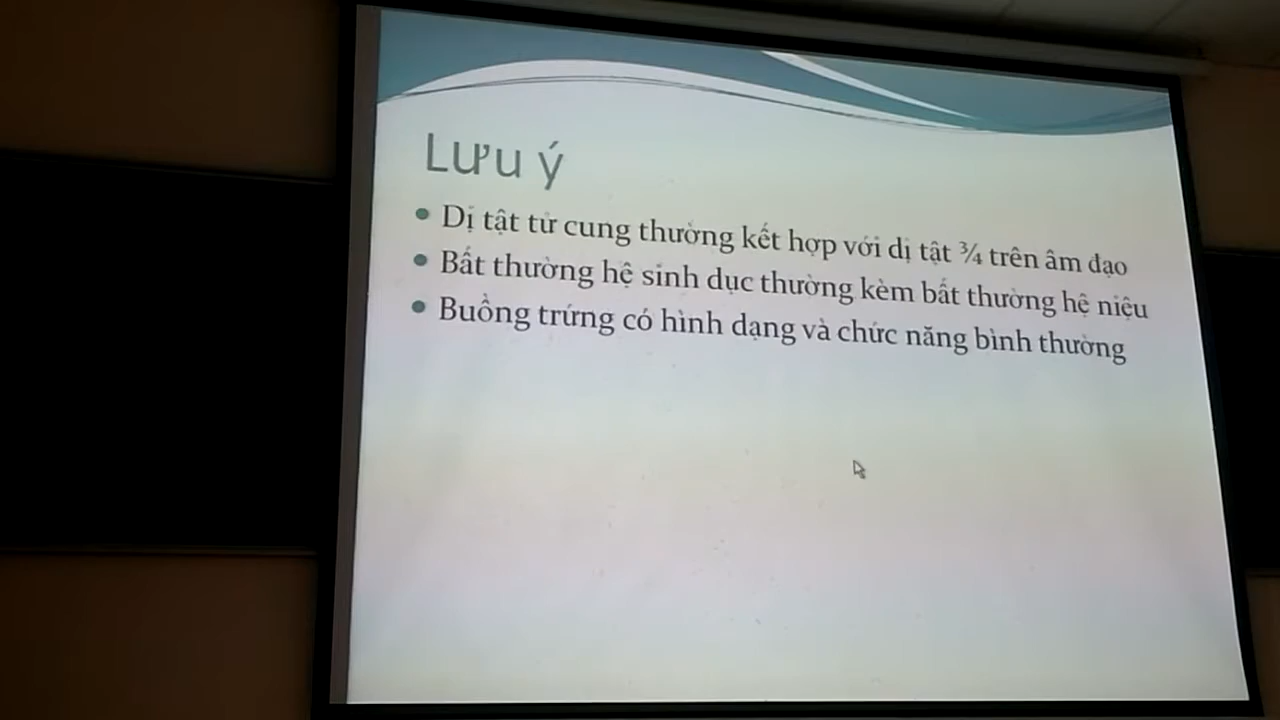 Lưu ý
Dị tật tử cung thường kết hợp với dị tật ¾ trên âm đạo
Bất thường hệ sinh dục thường kèm bất thường hệ niệu
Buồng trứng có hình dạng và chức năng bình thường